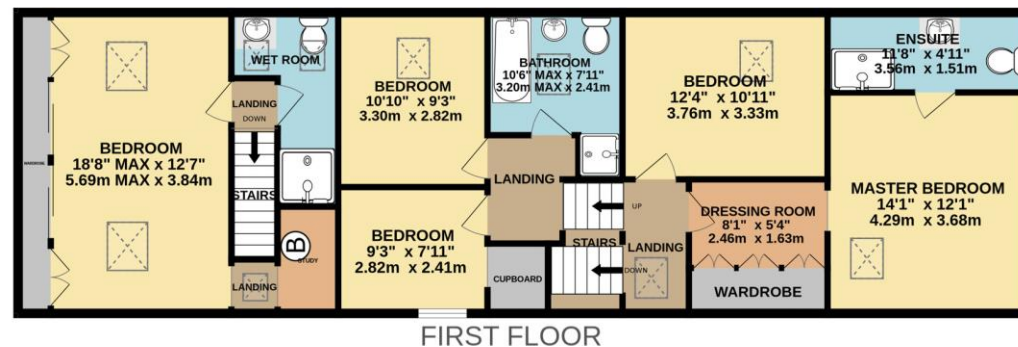 WARDROBE
BEDROOM
18'8" MAX x 12'7"
5.69m MAX x 3.84m
WET ROOM
LANDING
DOWN
STAIRS
LANDING
B
STUDY
BEDROOM
10'10" x 9'3"
3.30m x 2.82m
BEDROOM
9'3" x 7'11"
2.82m x 2.41m
BATHROOM
10'6" MAX x 7'11"
3.20m MAX x 2.41m
LANDING
CUPBOARD
UP
STAIRS
DOWN
LANDING
BEDROOM
12'4" x 10'11"
3.76m x 3.33m
DRESSING ROOM
8'1" x 5'4"
2.46m x 1.63m
WARDROBE
ENSUITE
11'8" x 4'11"
3.56m x 1.51m
MASTER BEDROOM
14'1" x 12'1"
4.29m x 3.68m
FIRST FLOOR